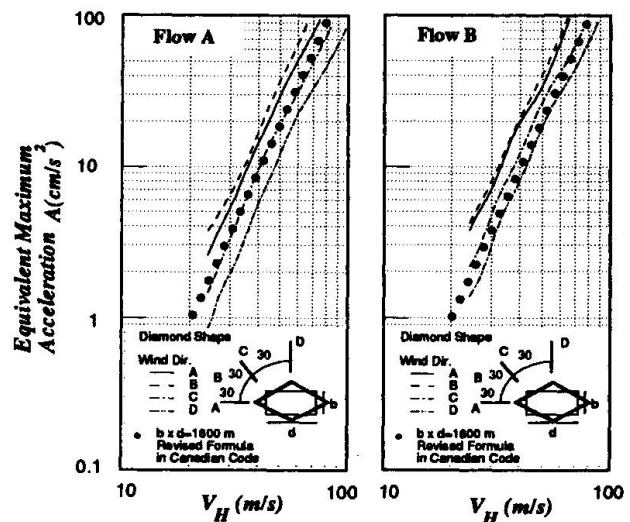 Equivalent Maximum
Acceleration A(cm/s²)
100
10
1
0.1
Flow A
Diamond Shape
Wind Dir.
A
B
C
D
C
D
B
A
30
30
30
b
d
b x d=1600 m
Revised Formula
in Canadian Code
10
100
V_H (m/s)
Flow B
Diamond Shape
Wind Dir.
A
B
C
D
C
D
B
A
30
30
30
b
d
b x d=1600 m
Revised Formula
in Canadian Code
10
100
V_H (m/s)